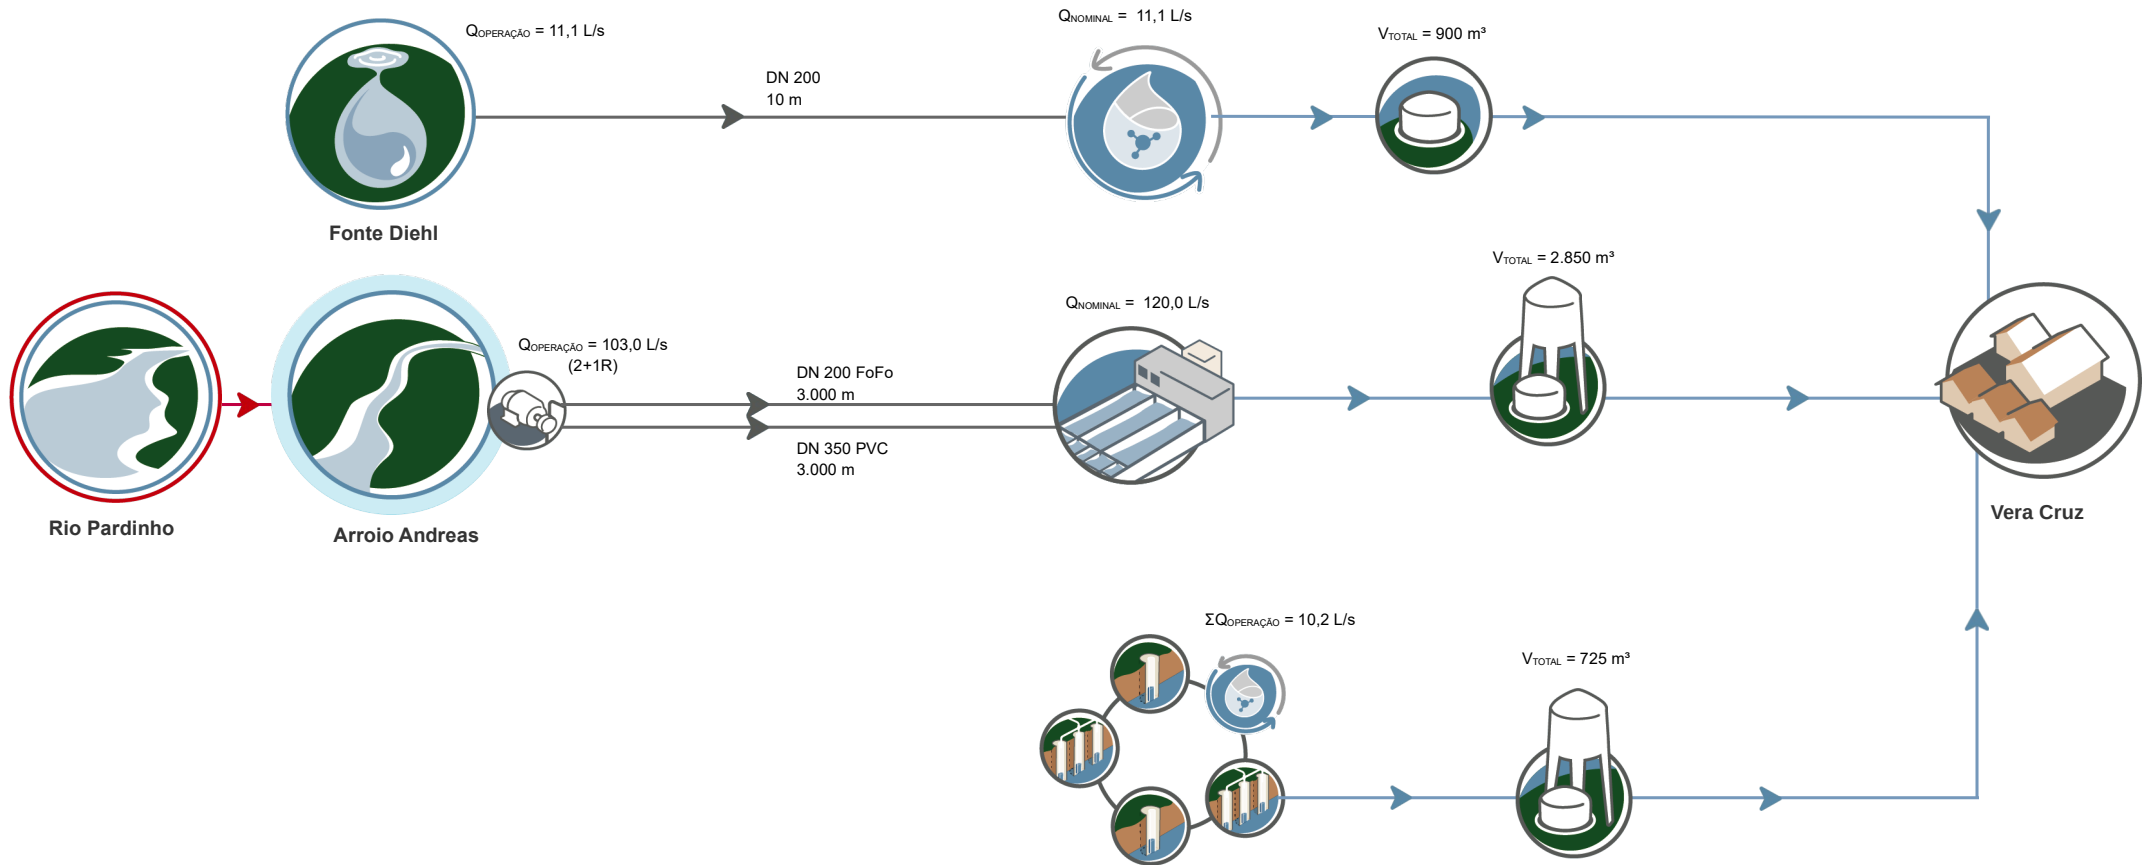 QOPERAÇÃO = 11,1 L/s
QNOMINAL = 11,1 L/s
VTOTAL = 900 m³
DN 200
10 m
Fonte Diehl
VTOTAL = 2.850 m³
QNOMINAL = 120,0 L/s
QOPERAÇÃO = 103,0 L/s
(2+1R)
DN 200 FoFo
3.000 m
DN 350 PVC
3.000 m
Rio Pardinho
Arroio Andreas
Vera Cruz
ΣQOPERAÇÃO = 10,2 L/s
VTOTAL = 725 m³